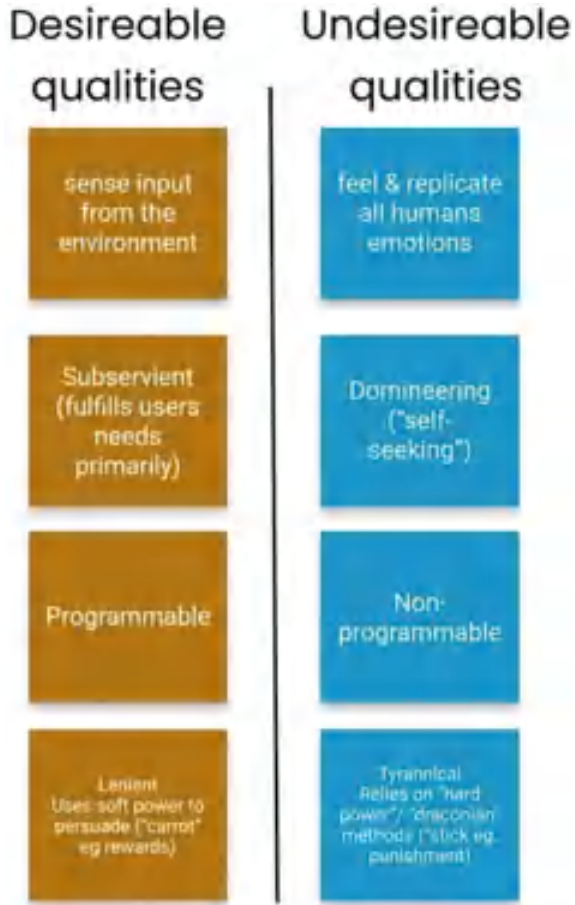 Desireable
qualities
Undesireable
qualities
sense input
from the
environment
feel & replicate
all humans
emotions
Subservient
(fulfills users
needs
primarily)
Domineering
("self-
seeking")
Programmable
Non-
programmable
Lenient
Uses soft power to
persuade ("carrot"
eg rewards)
Tyrannical
Relies on "hard
power"/ "draconian
methods ("stick eg.
punishment)